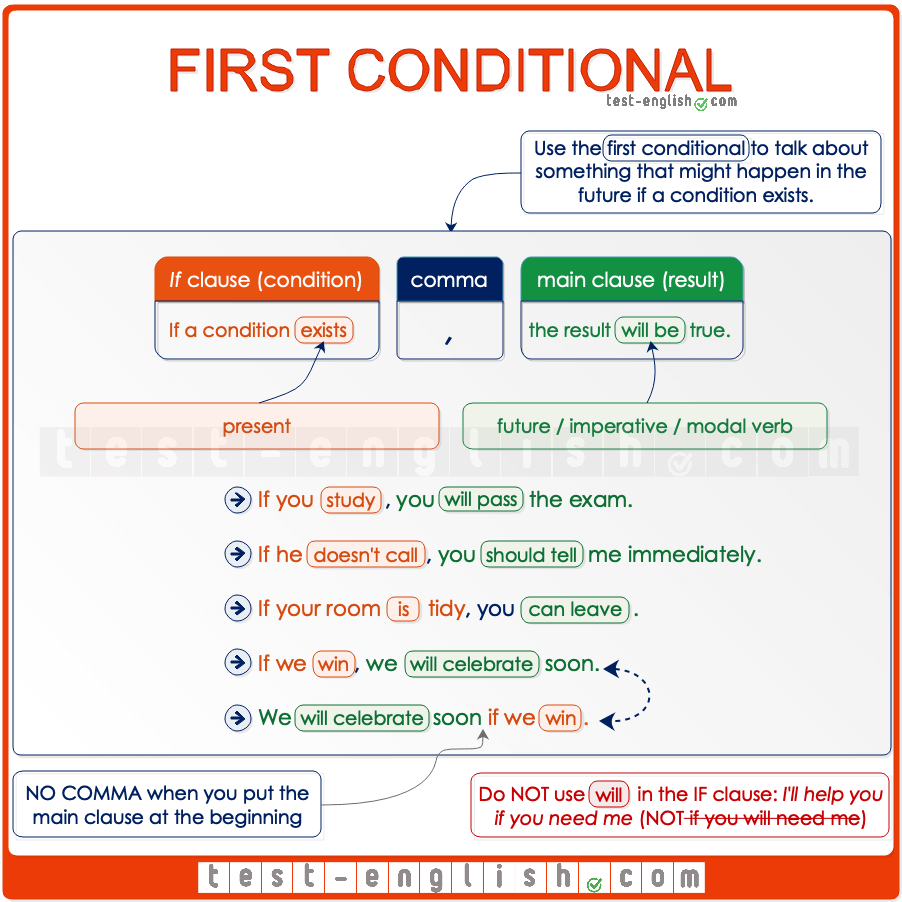 FIRST CONDITIONAL
test-english.com
Use the first conditional to talk about
something that might happen in the
future if a condition exists.
If clause (condition)
comma
main clause (result)
If a condition exists
,
the result will be true.
present
future / imperative / modal verb
test-english.com
If you study, you will pass the exam.
If he doesn't call, you should tell me immediately.
If your room is tidy, you can leave.
If we win, we will celebrate soon.
We will celebrate soon if we win.
NO COMMA when you put the
main clause at the beginning
Do NOT use will in the IF clause: I'll help you
if you need me (NOT if you will need me)
test-english.com